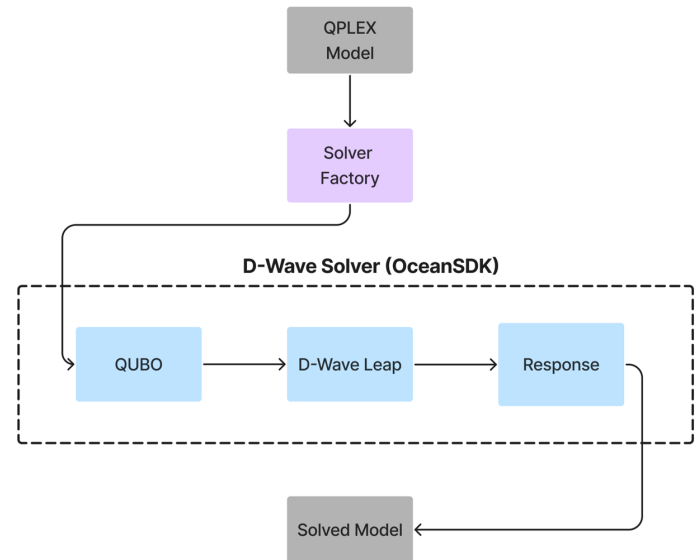 QPLEX
Model
Solver
Factory
D-Wave Solver (OceanSDK)
QUBO
D-Wave Leap
Response
Solved Model